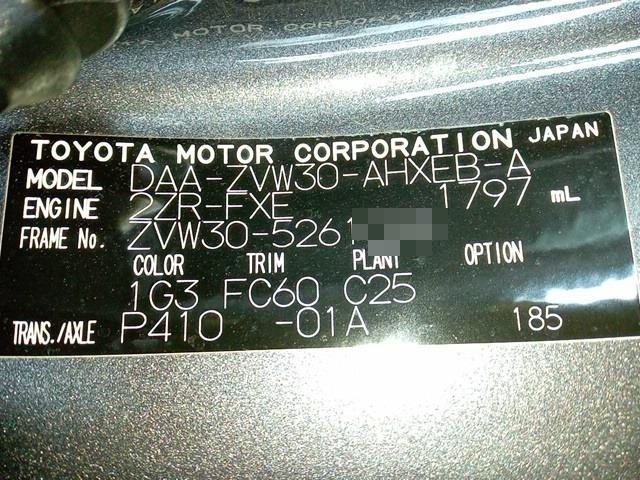 TOYOTA MOTOR CORPORATION JAPAN
MODEL DAA-ZVW30-AHXEB-A
ENGINE 2ZR-FXE 1797 mL
FRAME No. ZVW30-5261
COLOR TRIM PLANT OPTION
1G3 FC60 C25
TRANS./AXLE P410 -01A 185